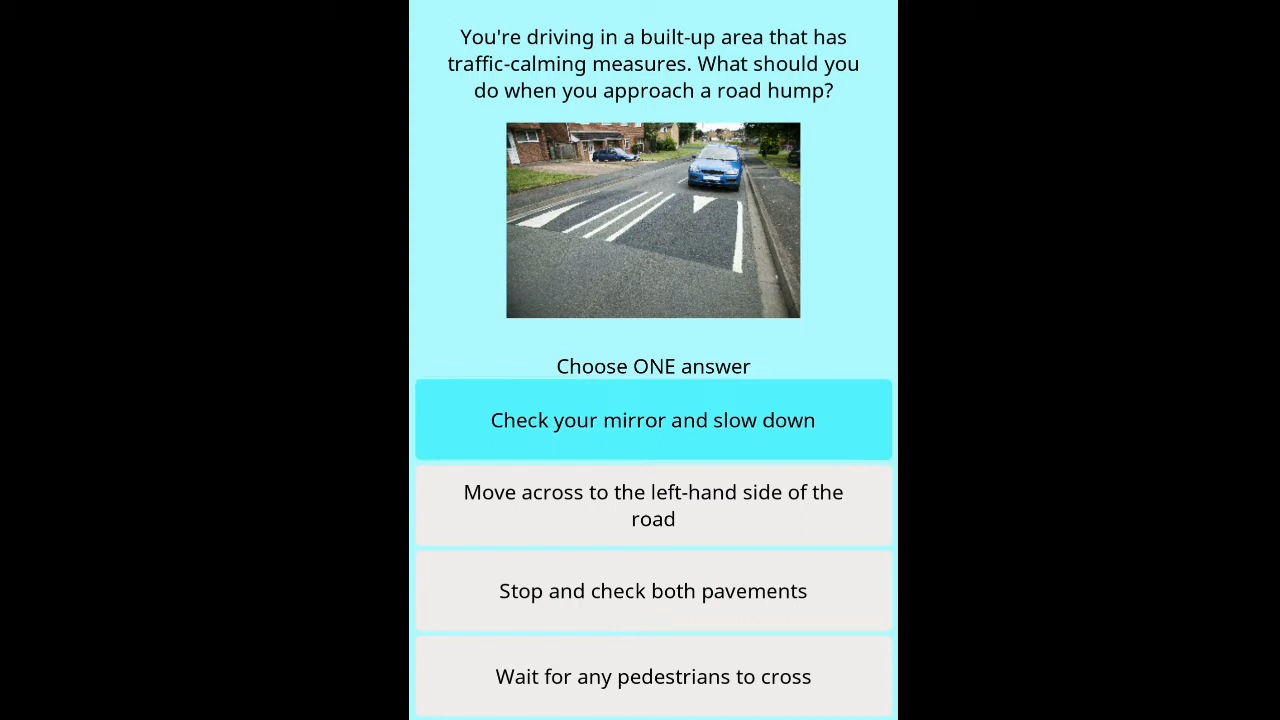 You're driving in a built-up area that has
traffic-calming measures. What should you
do when you approach a road hump?
Choose ONE answer
Check your mirror and slow down
Move across to the left-hand side of the
road
Stop and check both pavements
Wait for any pedestrians to cross